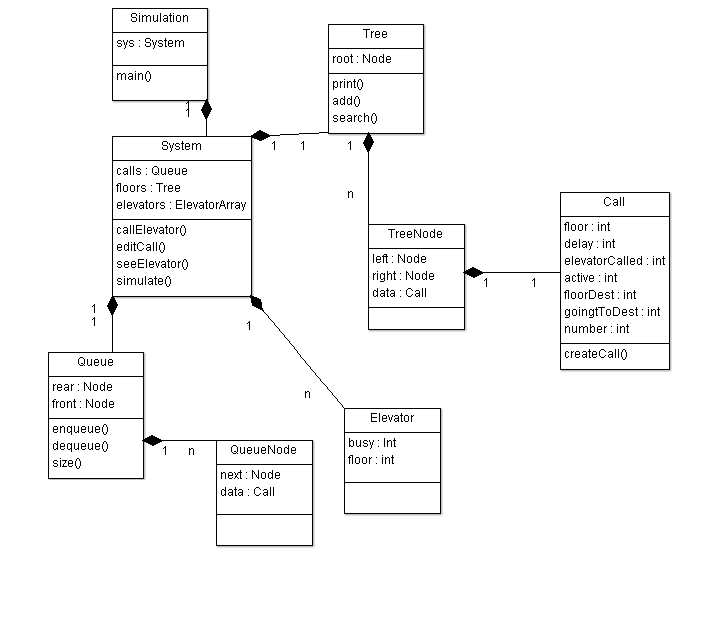 Simulation
sys : System
main()
1
1
Tree
root : Node
print()
add()
search()
1
1
1
n
System
calls : Queue
floors : Tree
elevators : ElevatorArray
callElevator()
editCall()
seeElevator()
simulate()
TreeNode
left : Node
right : Node
data : Call
1
1
Call
floor : int
delay : int
elevatorCalled : int
active : int
floorDest : int
goingtToDest : int
number : int
createCall()
1
1
1
n
Queue
rear : Node
front : Node
enqueue()
dequeue()
size()
1
n
QueueNode
next : Node
data : Call
Elevator
busy : Int
floor : int